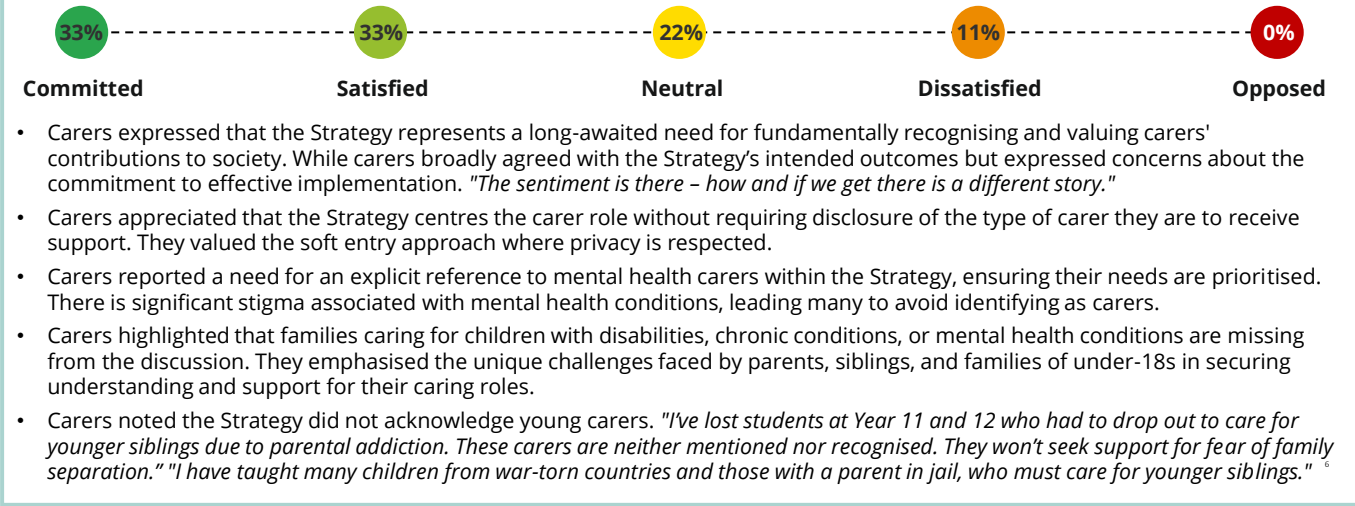 33% 33% 22% 11% 0%
Committed Satisfied Neutral Dissatisfied Opposed
• Carers expressed that the Strategy represents a long-awaited need for fundamentally recognising and valuing carers'
contributions to society. While carers broadly agreed with the Strategy’s intended outcomes but expressed concerns about the
commitment to effective implementation. "The sentiment is there – how and if we get there is a different story."
• Carers appreciated that the Strategy centres the carer role without requiring disclosure of the type of carer they are to receive
support. They valued the soft entry approach where privacy is respected.
• Carers reported a need for an explicit reference to mental health carers within the Strategy, ensuring their needs are prioritised.
There is significant stigma associated with mental health conditions, leading many to avoid identifying as carers.
• Carers highlighted that families caring for children with disabilities, chronic conditions, or mental health conditions are missing
from the discussion. They emphasised the unique challenges faced by parents, siblings, and families of under-18s in securing
understanding and support for their caring roles.
• Carers noted the Strategy did not acknowledge young carers. "I’ve lost students at Year 11 and 12 who had to drop out to care for
younger siblings due to parental addiction. These carers are neither mentioned nor recognised. They won’t seek support for fear of family
separation.” "I have taught many children from war-torn countries and those with a parent in jail, who must care for younger siblings." 6